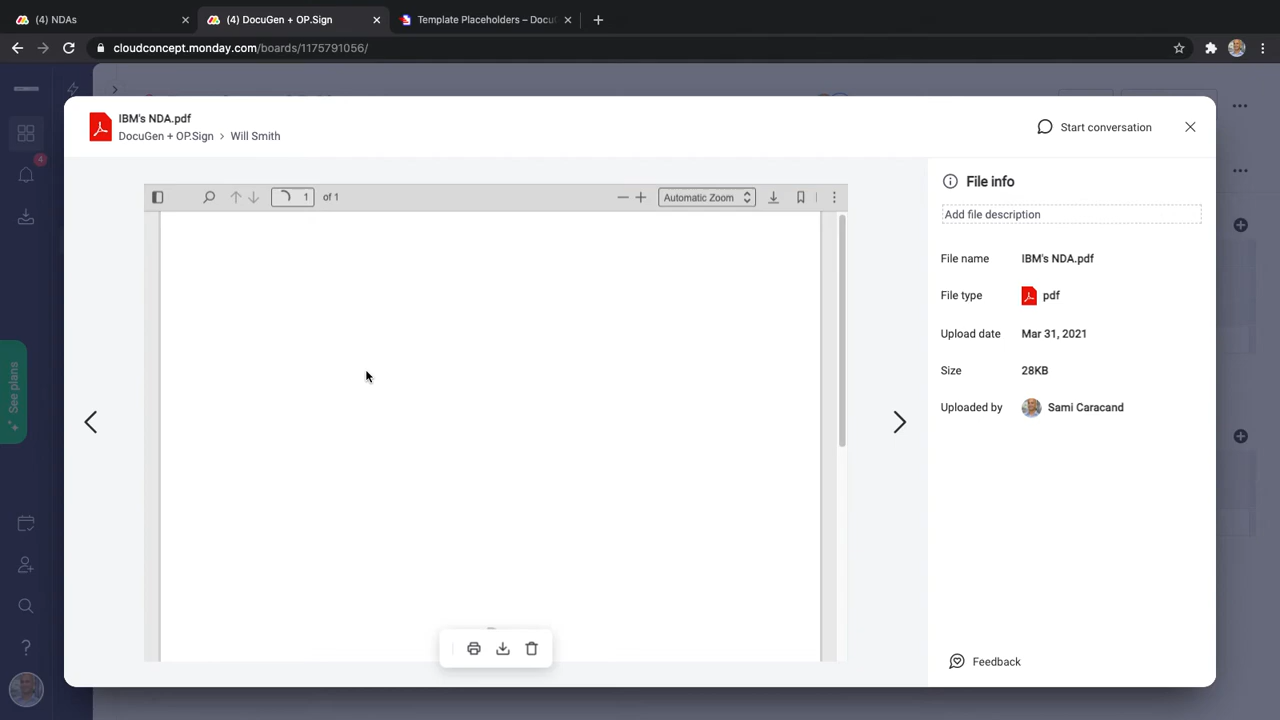 (4) NDAs
(4) DocuGen + OP.Sign
Template Placeholders – Docu
cloudconcept.monday.com/boards/1175791056/
IBM's NDA.pdf
DocuGen + OP.Sign > Will Smith
Start conversation
1 of 1
Automatic Zoom
File info
Add file description
File name IBM's NDA.pdf
File type pdf
Upload date Mar 31, 2021
Size 28KB
Uploaded by Sami Caracand
4
See plans
Feedback